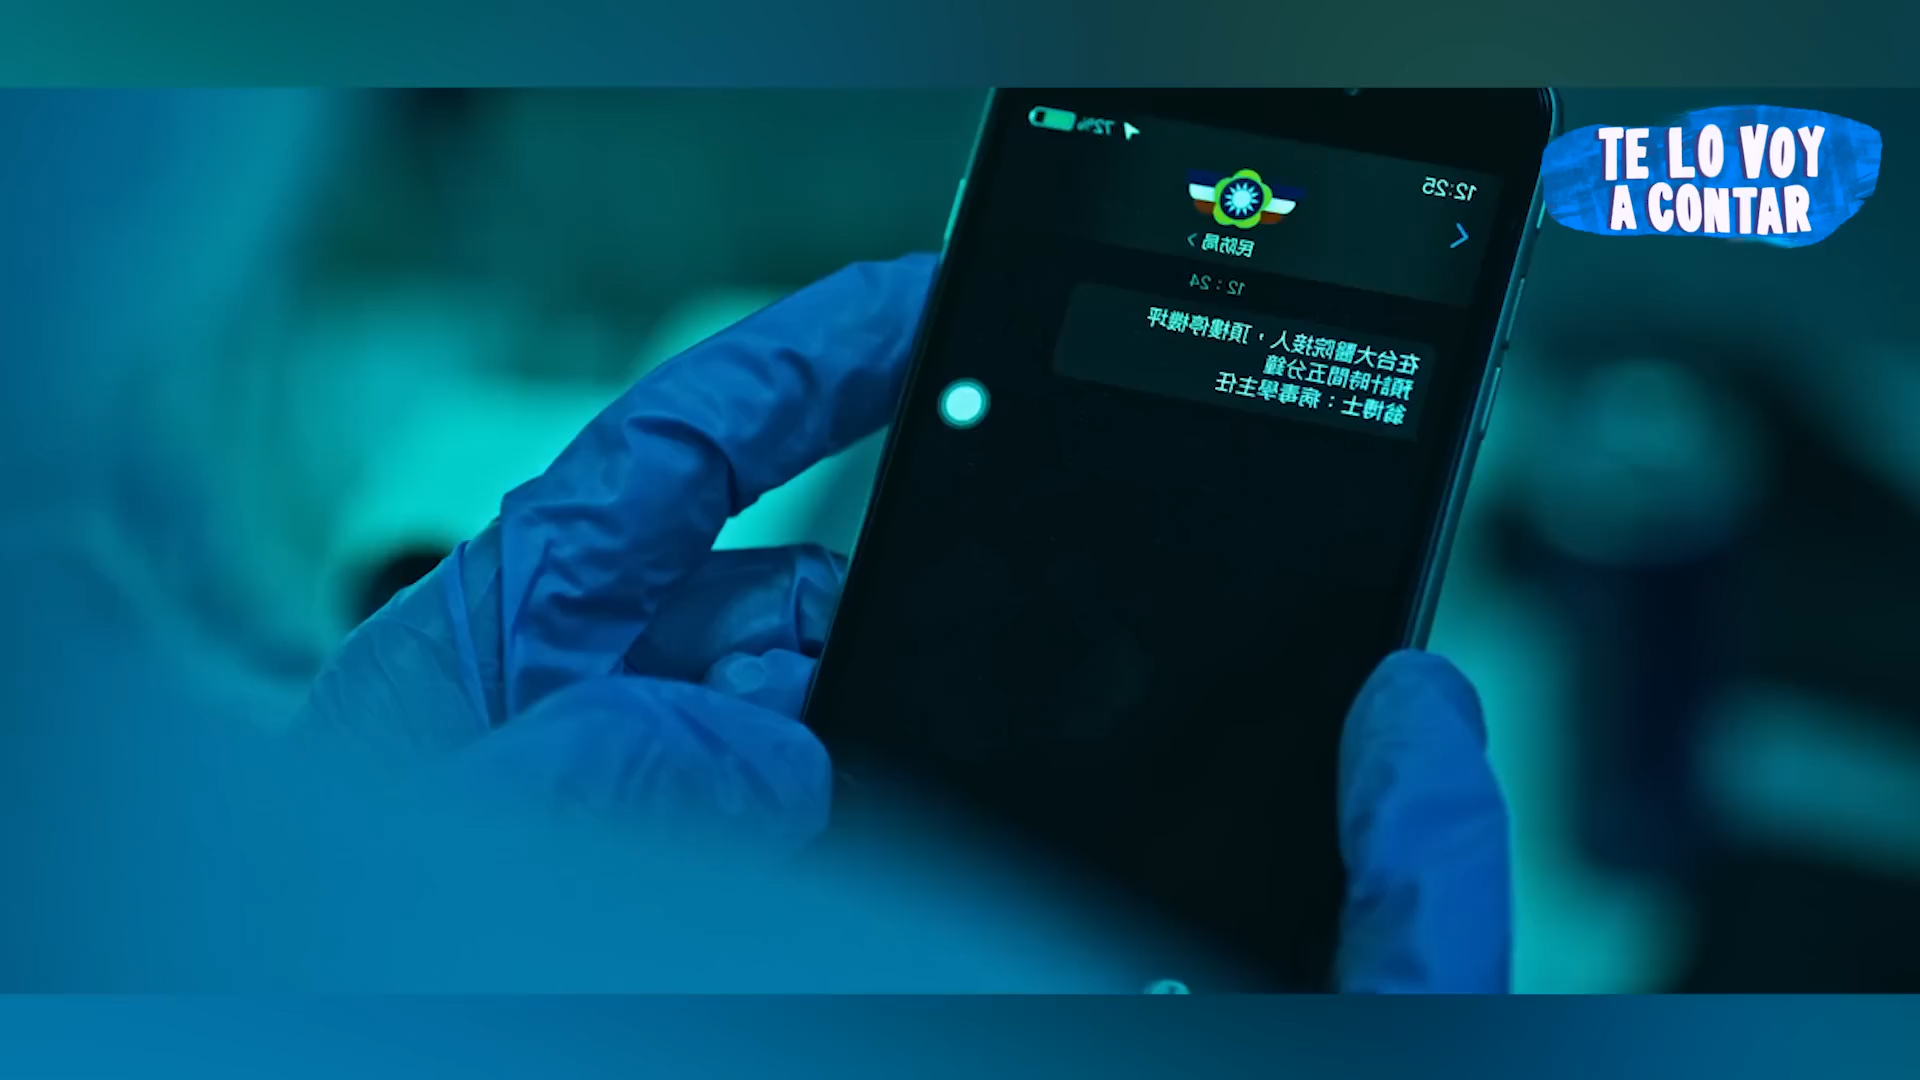 TE LO VOY
A CONTAR
12:25
72%
民防局
12:24
在台大醫院接人，頂樓停機坪
預計時間五分鐘
翁博士：病毒學主任